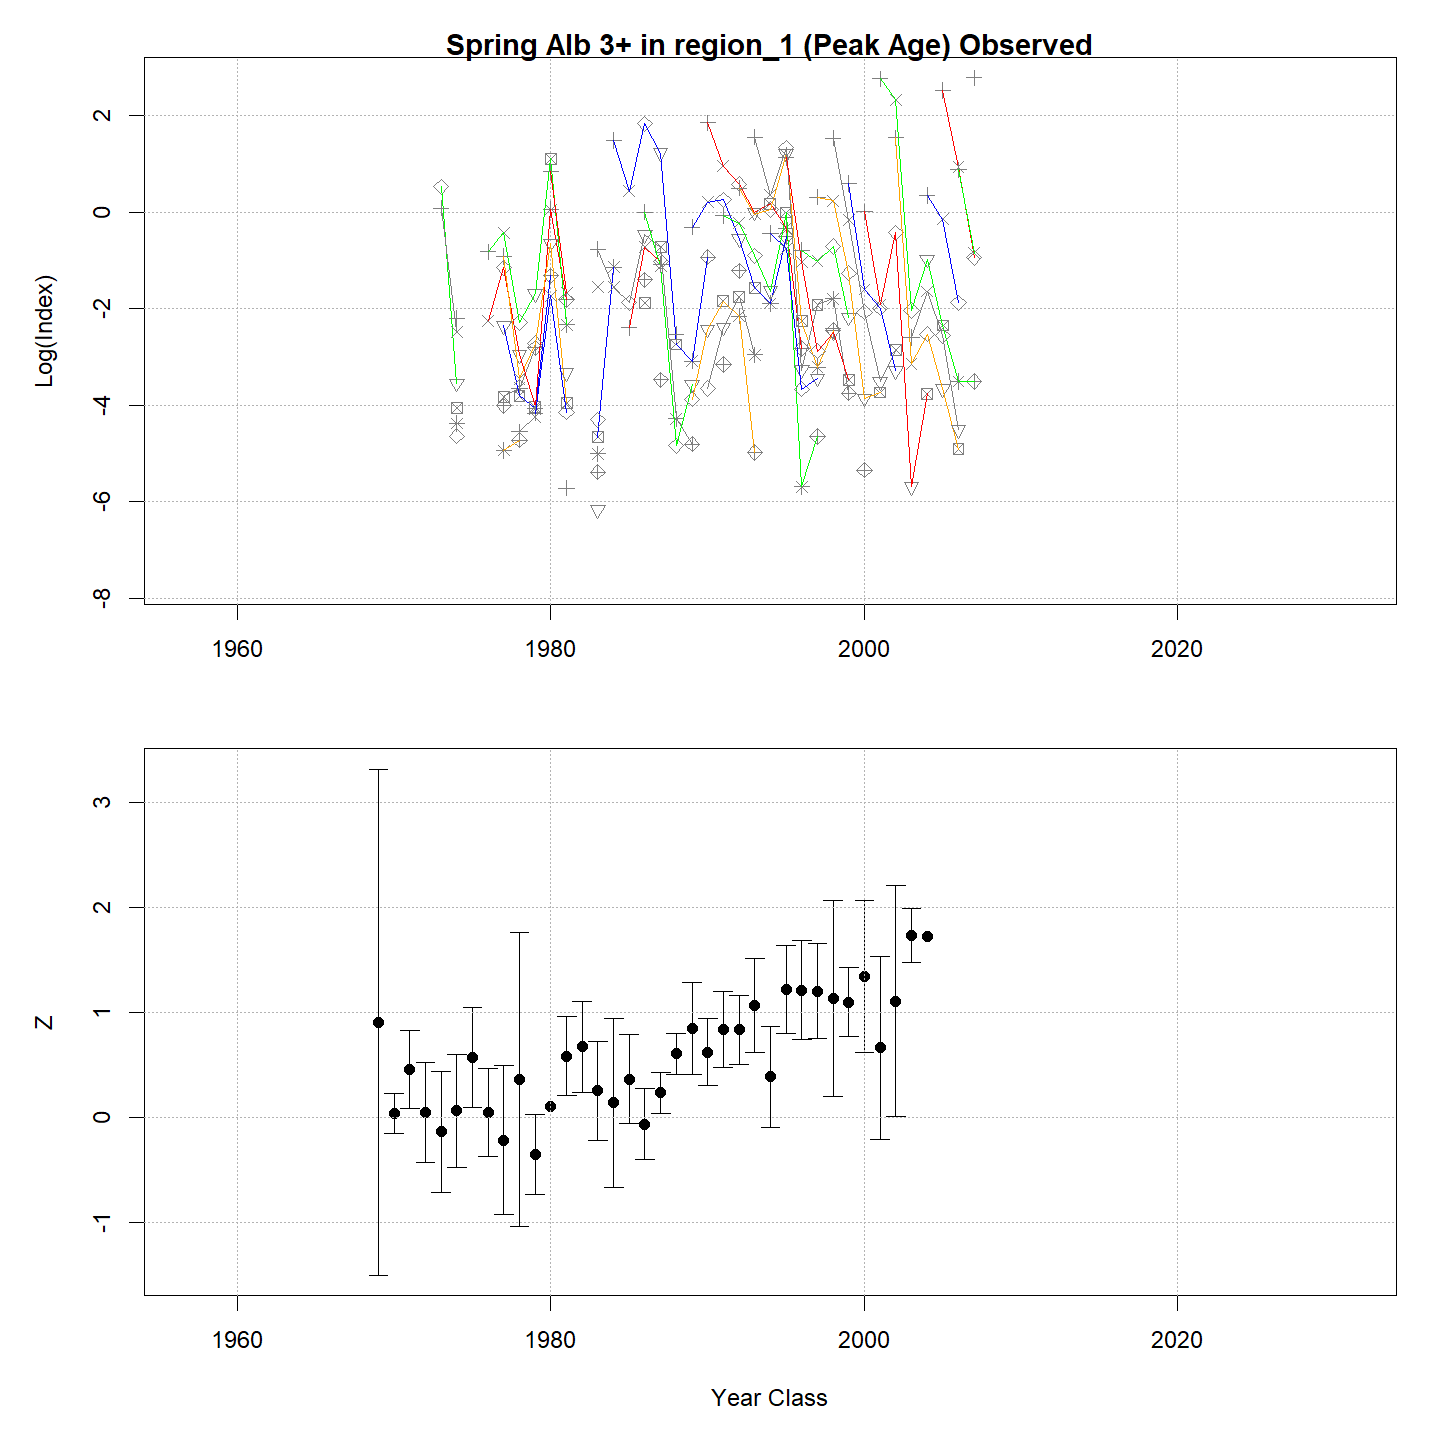 Spring Alb 3+ in region_1 (Peak Age) Observed
Log(Index)
2
0
-2
-4
-6
-8
1960 1980 2000 2020
Z
3
2
1
0
-1
1960 1980 2000 2020
Year Class